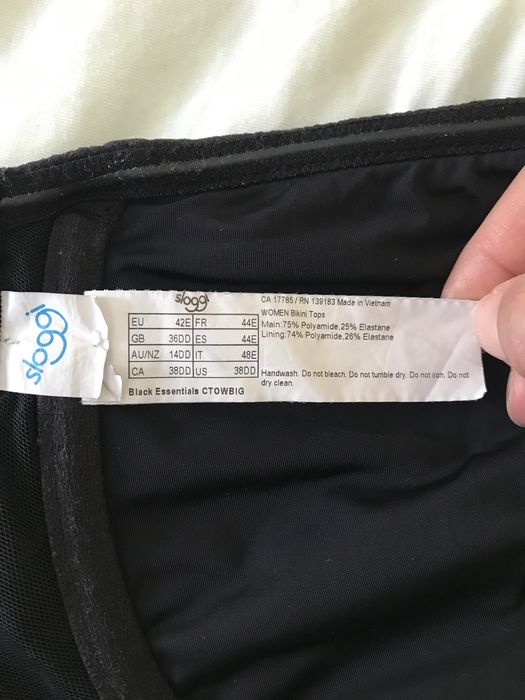 sloggi
sloggi
EU 42E FR 44E
GB 36DD ES 44E
AU/NZ 14DD IT 48E
CA 38DD US 38DD
Black Essentials CTOWBIG
CA 17785 / RN 139183 Made in Vietnam
WOMEN Bikini Tops
Main:75% Polyamide,25% Elastane
Lining:74% Polyamide,26% Elastane
Handwash. Do not bleach. Do not tumble dry. Do not iron. Do not
dry clean.